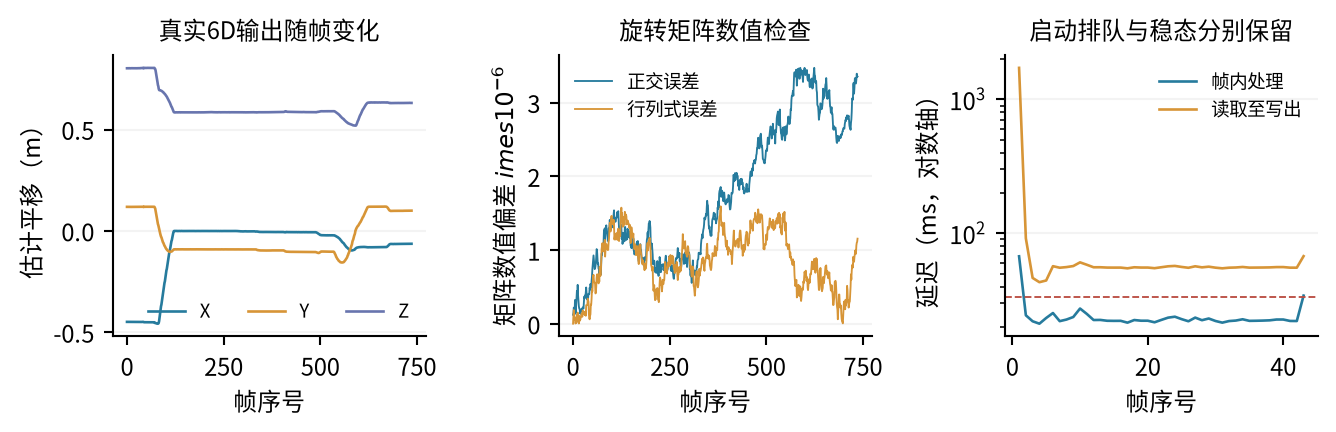 真实6D输出随帧变化
估计平移（m）
0.5
0.0
-0.5
X
Y
Z
0
250
500
750
帧序号
旋转矩阵数值检查
矩阵数值偏差 imes10⁻⁶
3
2
1
0
正交误差
行列式误差
0
250
500
750
帧序号
启动排队与稳态分别保留
延迟（ms，对数轴）
10³
10²
帧内处理
读取至写出
0
20
40
帧序号